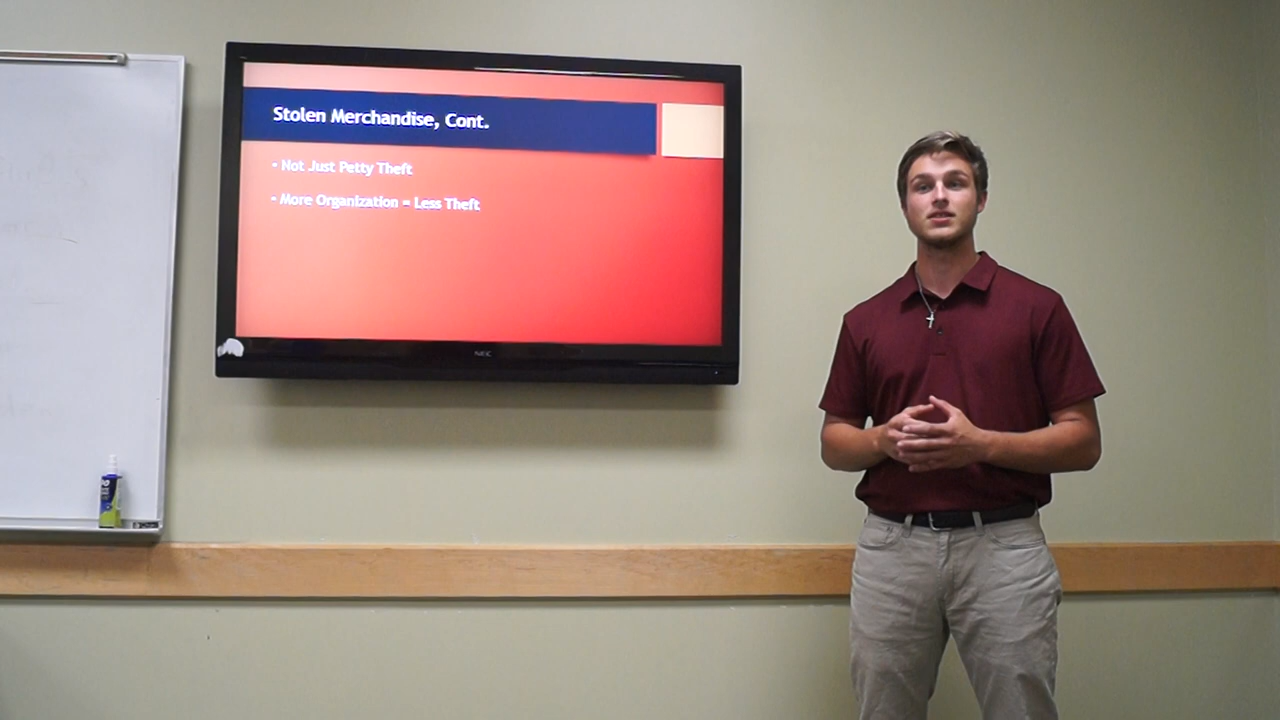 Stolen Merchandise, Cont.
• Not Just Petty Theft
• More Organization = Less Theft
NEC